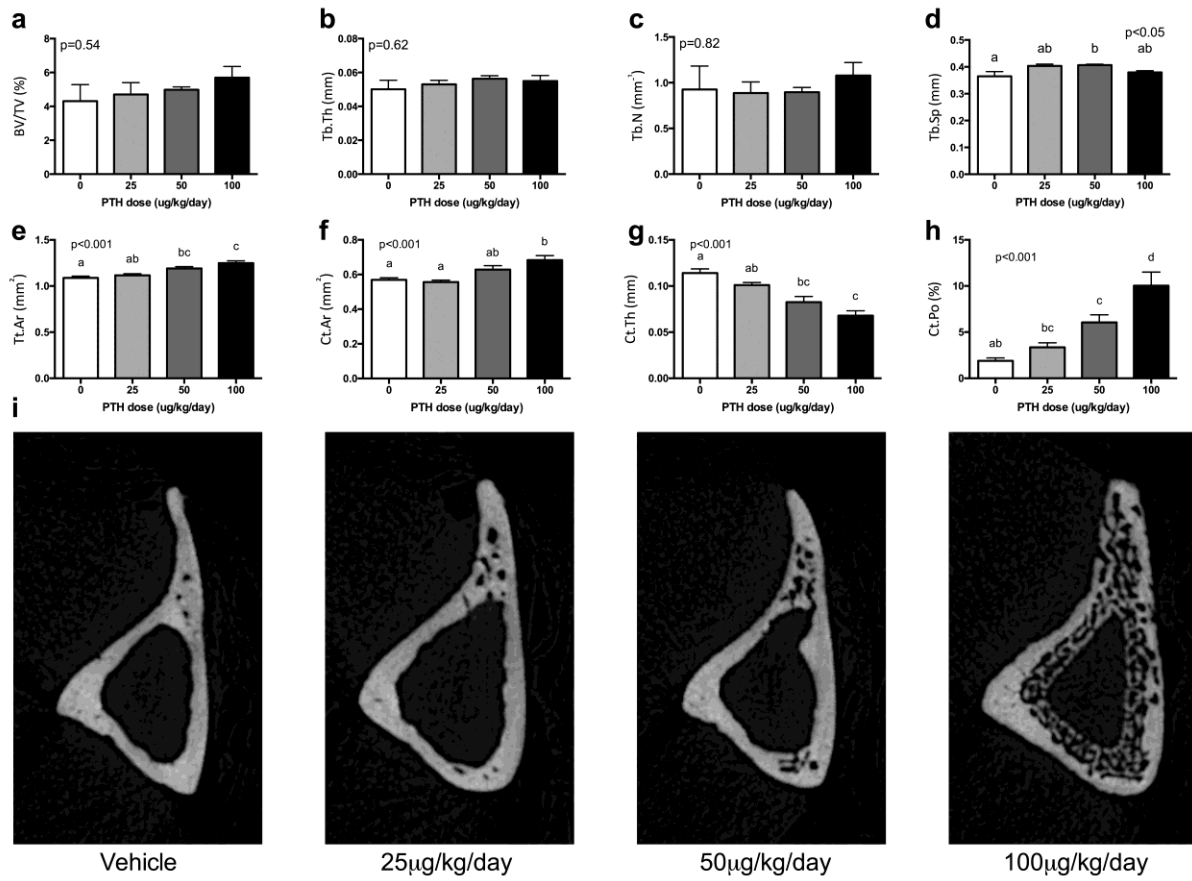 a
p=0.54
BV/TV (%)
8
6
4
2
0
0 25 50 100
PTH dose (ug/kg/day)
b
p=0.62
Tb.Th (mm)
0.08
0.06
0.04
0.02
0.00
0 25 50 100
PTH dose (ug/kg/day)
c
p=0.82
Tb.N (mm⁻¹)
1.5
1.0
0.5
0.0
0 25 50 100
PTH dose (ug/kg/day)
d
p<0.05
Tb.Sp (mm)
0.5
0.4
0.3
0.2
0.1
0.0
a ab b ab
0 25 50 100
PTH dose (ug/kg/day)
e
p<0.001
Tt.Ar (mm²)
1.5
1.0
0.5
0.0
a ab bc c
0 25 50 100
PTH dose (ug/kg/day)
f
p<0.001
Ct.Ar (mm²)
0.8
0.6
0.4
0.2
0.0
a a ab b
0 25 50 100
PTH dose (ug/kg/day)
g
p<0.001
Ct.Th (mm)
0.15
0.10
0.05
0.00
a ab bc c
0 25 50 100
PTH dose (ug/kg/day)
h
p<0.001
Ct.Po (%)
15
10
5
0
ab bc c d
0 25 50 100
PTH dose (ug/kg/day)
i
Vehicle
25µg/kg/day
50µg/kg/day
100µg/kg/day